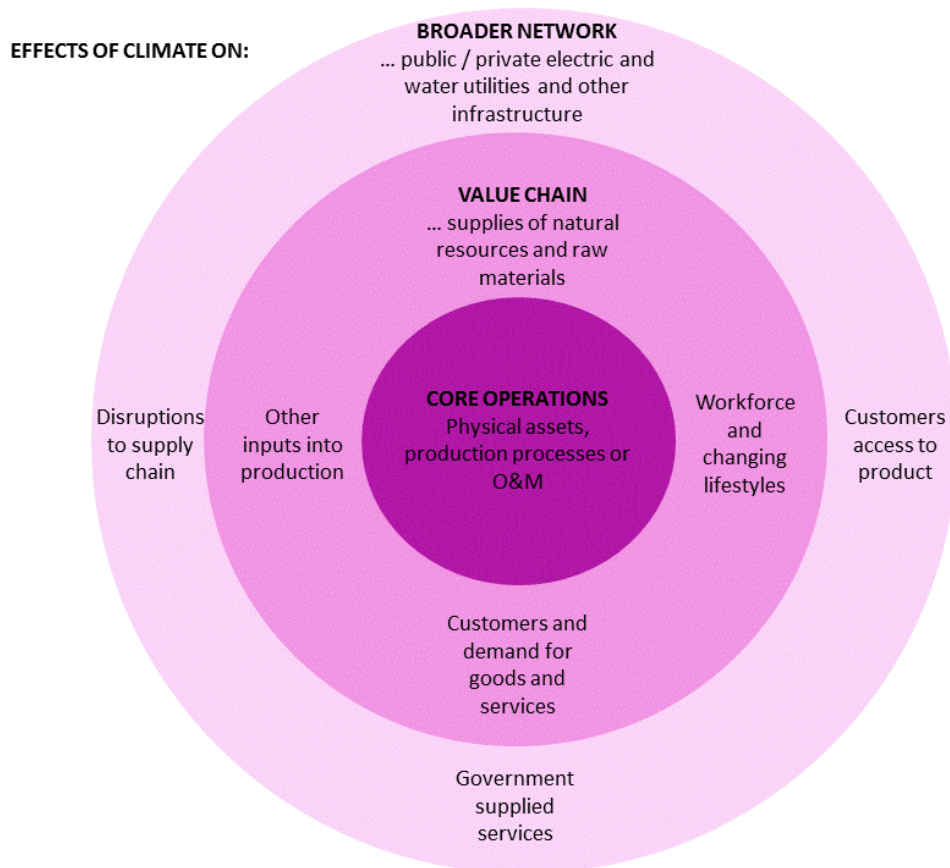 EFFECTS OF CLIMATE ON:
BROADER NETWORK
... public / private electric and
water utilities and other
infrastructure
VALUE CHAIN
... supplies of natural
resources and raw
materials
CORE OPERATIONS
Physical assets,
production processes or
O&M
Disruptions
to supply
chain
Other
inputs into
production
Workforce
and
changing
lifestyles
Customers
access to
product
Customers and
demand for
goods and
services
Government
supplied
services